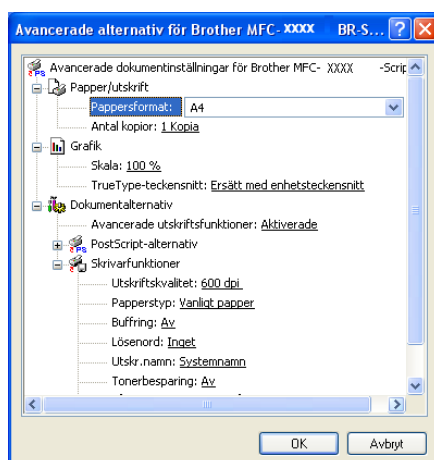 Avancerade alternativ för Brother MFC- XXXX BR-S...
Avancerade dokumentinställningar för Brother MFC- XXXX -Scrip
Papper/utskrift
Pappersformat: A4
Antal kopior: 1 Kopia
Grafik
Skala: 100 %
TrueType-teckensnitt: Ersätt med enhetsteckensnitt
Dokumentalternativ
Avancerade utskriftsfunktioner: Aktiverade
PostScript-alternativ
Skrivarfunktioner
Utskriftskvalitet: 600 dpi
Papperstyp: Vanligt papper
Buffring: Av
Lösenord: Inget
Utskr.namn: Systemnamn
Tonerbesparing: Av
OK Avbryt